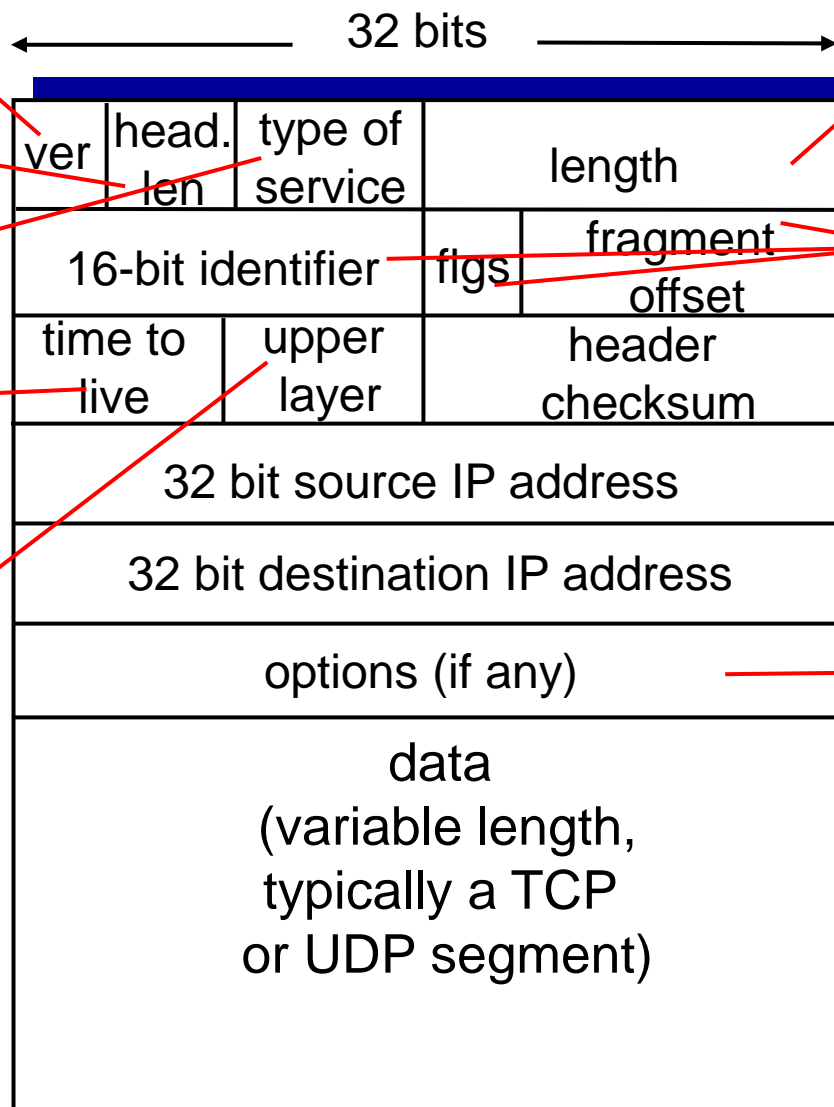 32 bits
ver
head.
len
type of
service
length
16-bit identifier
flgs
fragment
offset
time to
live
upper
layer
header
checksum
32 bit source IP address
32 bit destination IP address
options (if any)
data
(variable length,
typically a TCP
or UDP segment)